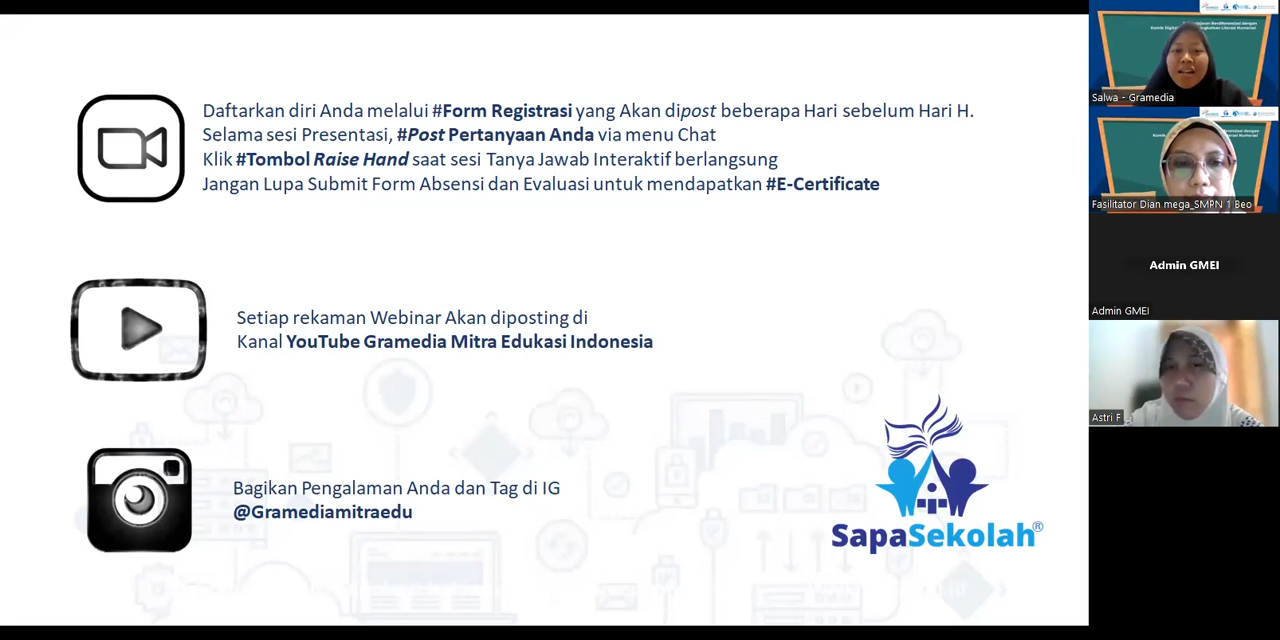 Daftarkan diri Anda melalui #Form Registrasi yang Akan dipost beberapa Hari sebelum Hari H.
Selama sesi Presentasi, #Post Pertanyaan Anda via menu Chat
Klik #Tombol Raise Hand saat sesi Tanya Jawab Interaktif berlangsung
Jangan Lupa Submit Form Absensi dan Evaluasi untuk mendapatkan #E-Certificate
Setiap rekaman Webinar Akan diposting di
Kanal YouTube Gramedia Mitra Edukasi Indonesia
Bagikan Pengalaman Anda dan Tag di IG
@Gramediamitraedu
SapaSekolah®
Salwa - Gramedia
Fasilitator Dian mega_SMPN 1 Beo
Admin GMEI
Admin GMEI
Astri F